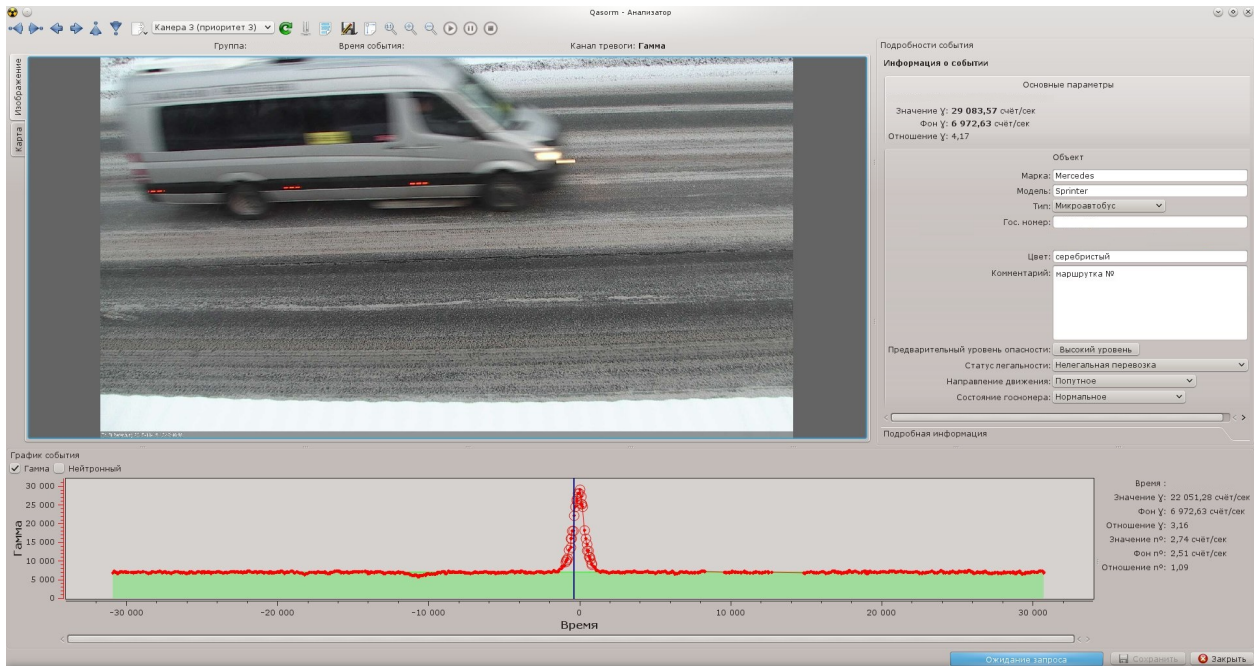 Qasorm - Анализатор
Камера 3 (приоритет 3)
Группа: Время события: Канал тревоги: Гамма
Изображение
Карта
Подробности события
Информация о событии
Основные параметры
Значение Ɣ: 29 083,57 счёт/сек
Фон Ɣ: 6 972,63 счёт/сек
Отношение Ɣ: 4,17
Объект
Марка: Mercedes
Модель: Sprinter
Тип: Микроавтобус
Гос. номер:
Цвет: серебристый
Комментарий: маршрутка №
Предварительный уровень опасности: Высокий уровень
Статус легальности: Нелегальная перевозка
Направление движения: Попутное
Состояние госномера: Нормальное
Подробная информация
График события
Гамма Нейтронный
30 000
25 000
20 000
15 000
10 000
5 000
0
Гамма
-30 000 -20 000 -10 000 0 10 000 20 000 30 000
Время
Время :
Значение Ɣ: 22 051,28 счёт/сек
Фон Ɣ: 6 972,63 счёт/сек
Отношение Ɣ: 3,16
Значение nº: 2,74 счёт/сек
Фон nº: 2,51 счёт/сек
Отношение nº: 1,09
Ожидание запроса Сохранить Закрыть